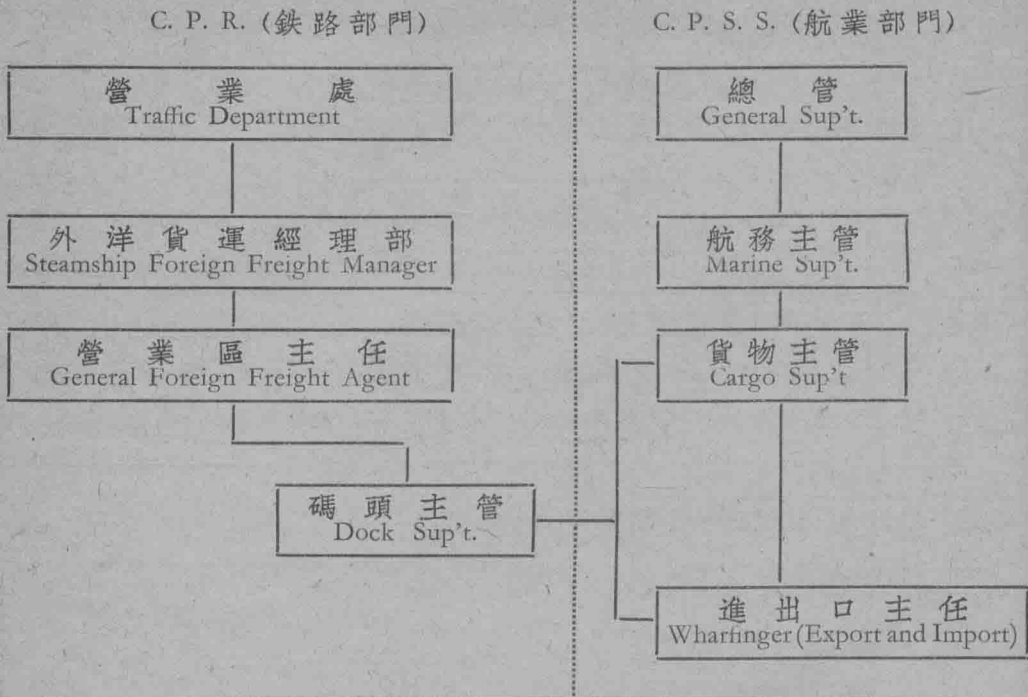 C. P. R. (鉄路部門)
營業處
Traffic Department
外洋貨運經理部
Steamship Foreign Freight Manager
營業區主任
General Foreign Freight Agent
碼頭主管
Dock Sup't.
C. P. S. S. (航業部門)
總管
General Sup't.
航務主管
Marine Sup't.
貨物主管
Cargo Sup't
進出口主任
Wharfinger (Export and Import)